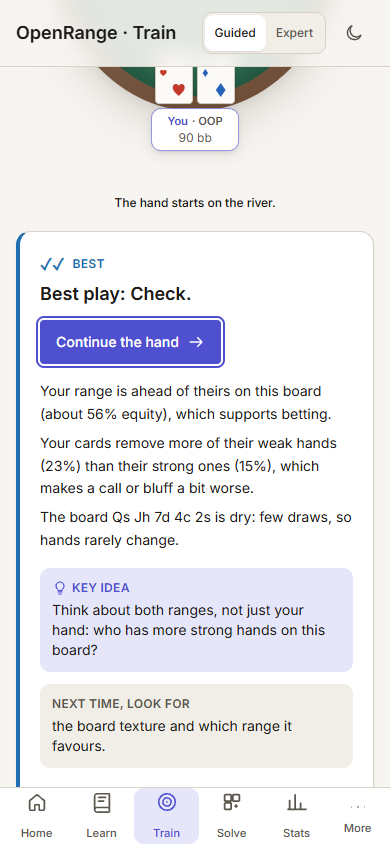 OpenRange · Train
Guided
Expert
You · OOP
90 bb
The hand starts on the river.
BEST
Best play: Check.
Continue the hand →
Your range is ahead of theirs on this board
(about 56% equity), which supports betting.
Your cards remove more of their weak hands
(23%) than their strong ones (15%), which
makes a call or bluff a bit worse.
The board Qs Jh 7d 4c 2s is dry: few draws, so
hands rarely change.
KEY IDEA
Think about both ranges, not just your
hand: who has more strong hands on this
board?
NEXT TIME, LOOK FOR
the board texture and which range it
favours.
Home
Learn
Train
Solve
Stats
More